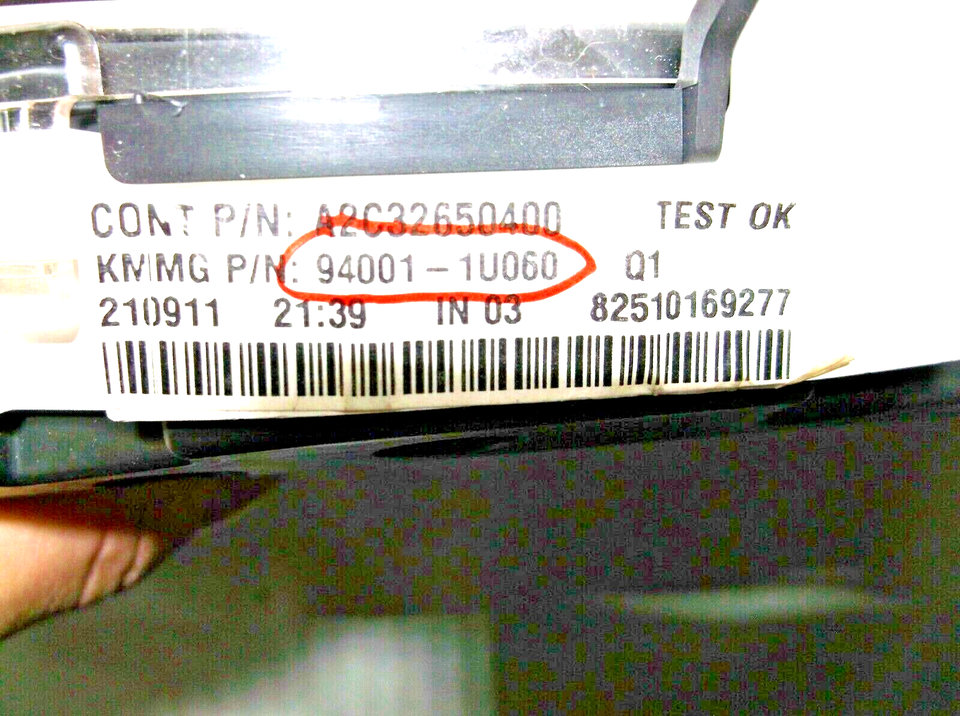 CONT P/N: A2C32650400 TEST OK
KMMG P/N: 94001-1U060 Q1
210911 21:39 IN 03 82510169277